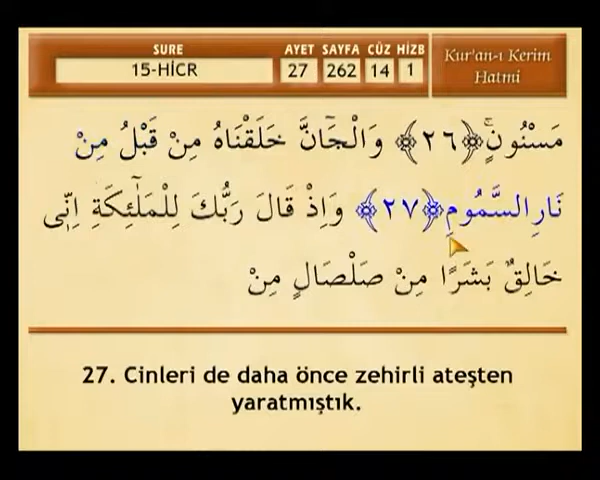 SURE AYET SAYFA CÜZ HİZB
15-HİCR 27 262 14 1
Kur'an-ı Kerim
Hatmi
مَسْنُونٍۚ ﴿٢٦﴾ وَالْجَٓانَّ خَلَقْنَاهُ مِنْ قَبْلُ مِنْ
نَارِ السَّمُومِ ﴿٢٧﴾ وَاِذْ قَالَ رَبُّكَ لِلْمَلٰٓئِكَةِ اِنّ۪ى
خَالِقٌ بَشَرًا مِنْ صَلْصَالٍ مِنْ
27. Cinleri de daha önce zehirli ateşten
yaratmıştık.